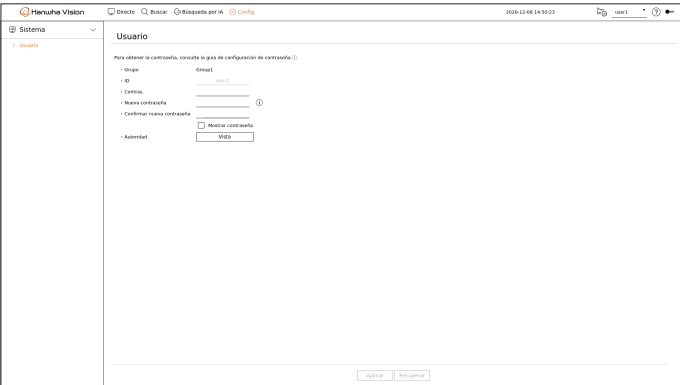 Hanwha Vision
Directo Buscar Búsqueda por IA Config. 2026-12-08 14:50:23 user1
Sistema
Usuario
Usuario
Para obtener la contraseña, consulte la guía de configuración de contraseña
Grupo Group1
ID user1
Contras.
Nueva contraseña
Confirmar nueva contraseña
Mostrar contraseña
Autoridad Vista
Aplicar Recuperar